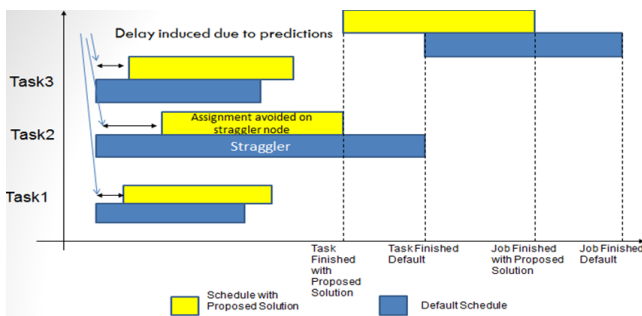 Delay induced due to predictions
Task3
Assignment avoided on
straggler node
Task2
Straggler
Task1
Task
Finished
with
Proposed
Solution
Task Finished
Default
Job Finished
with Proposed
Solution
Job Finished
Default
Schedule with
Proposed Solution
Default Schedule